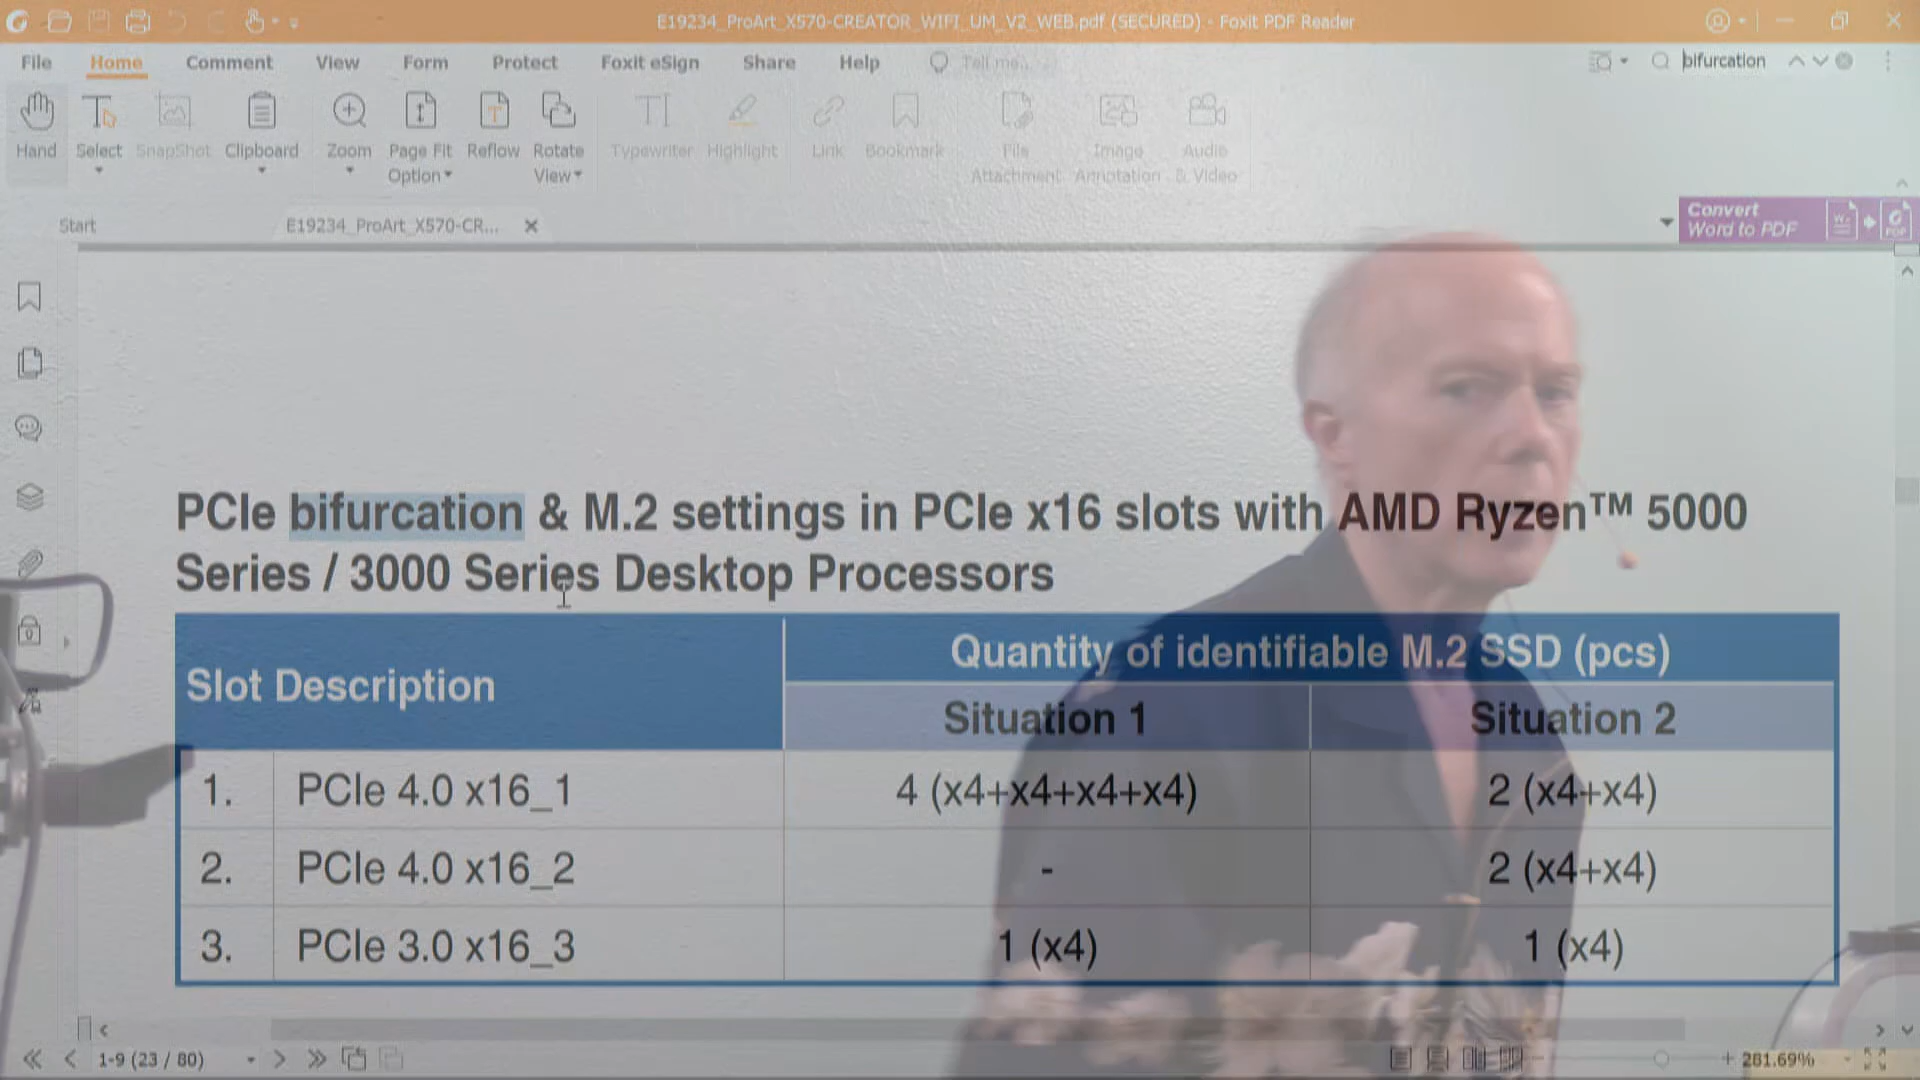 E19234_ProArt_X570-CREATOR_WIFI_UM_V2_WEB.pdf (SECURED) - Foxit PDF Reader
File Home Comment View Form Protect Foxit eSign Share Help Tell me... bifurcation
Hand Select SnapShot Clipboard Zoom Page Fit Option Reflow Rotate View Typewriter Highlight Link Bookmark File Attachment Image Annotation Audio & Video
Start E19234_ProArt_X570-CR...
Convert
Word to PDF
PCIe bifurcation & M.2 settings in PCIe x16 slots with AMD Ryzen™ 5000
Series / 3000 Series Desktop Processors
Slot Description
Quantity of identifiable M.2 SSD (pcs)
Situation 1 Situation 2
1. PCIe 4.0 x16_1 4 (x4+x4+x4+x4) 2 (x4+x4)
2. PCIe 4.0 x16_2 - 2 (x4+x4)
3. PCIe 3.0 x16_3 1 (x4) 1 (x4)
1-9 (23 / 80) 281.69%